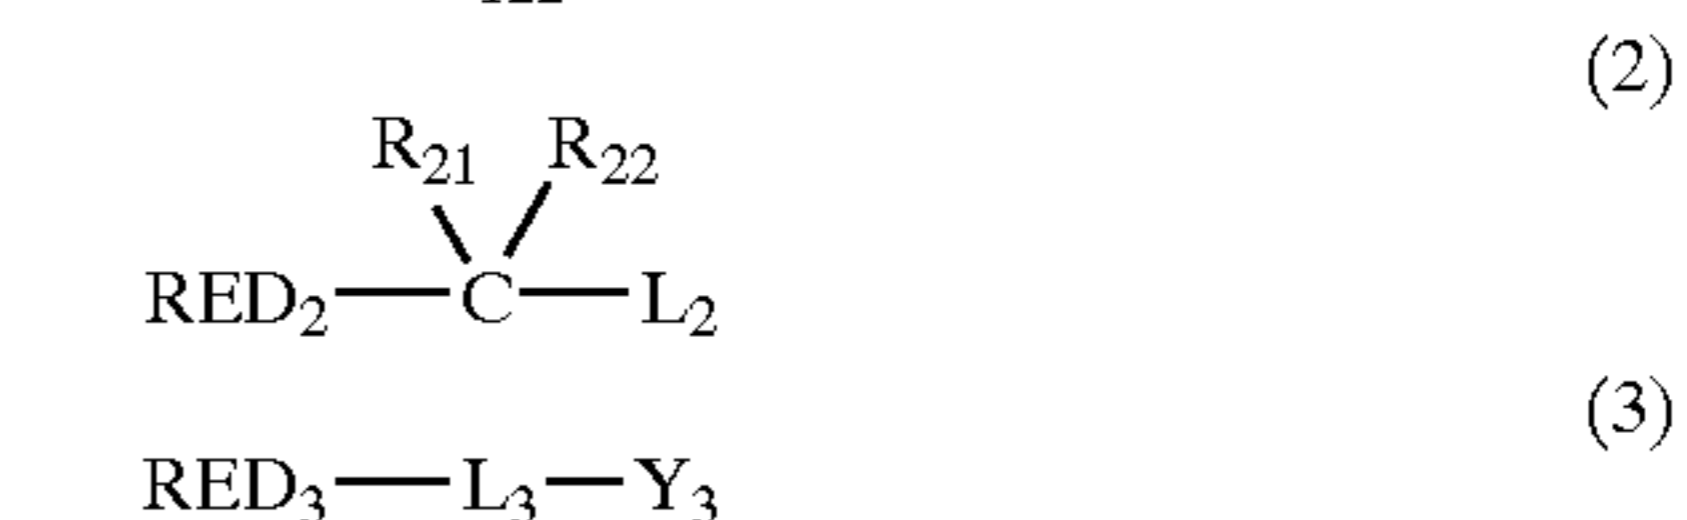 (2)
R21 R22
RED2—C—L2
(3)
RED3—L3—Y3